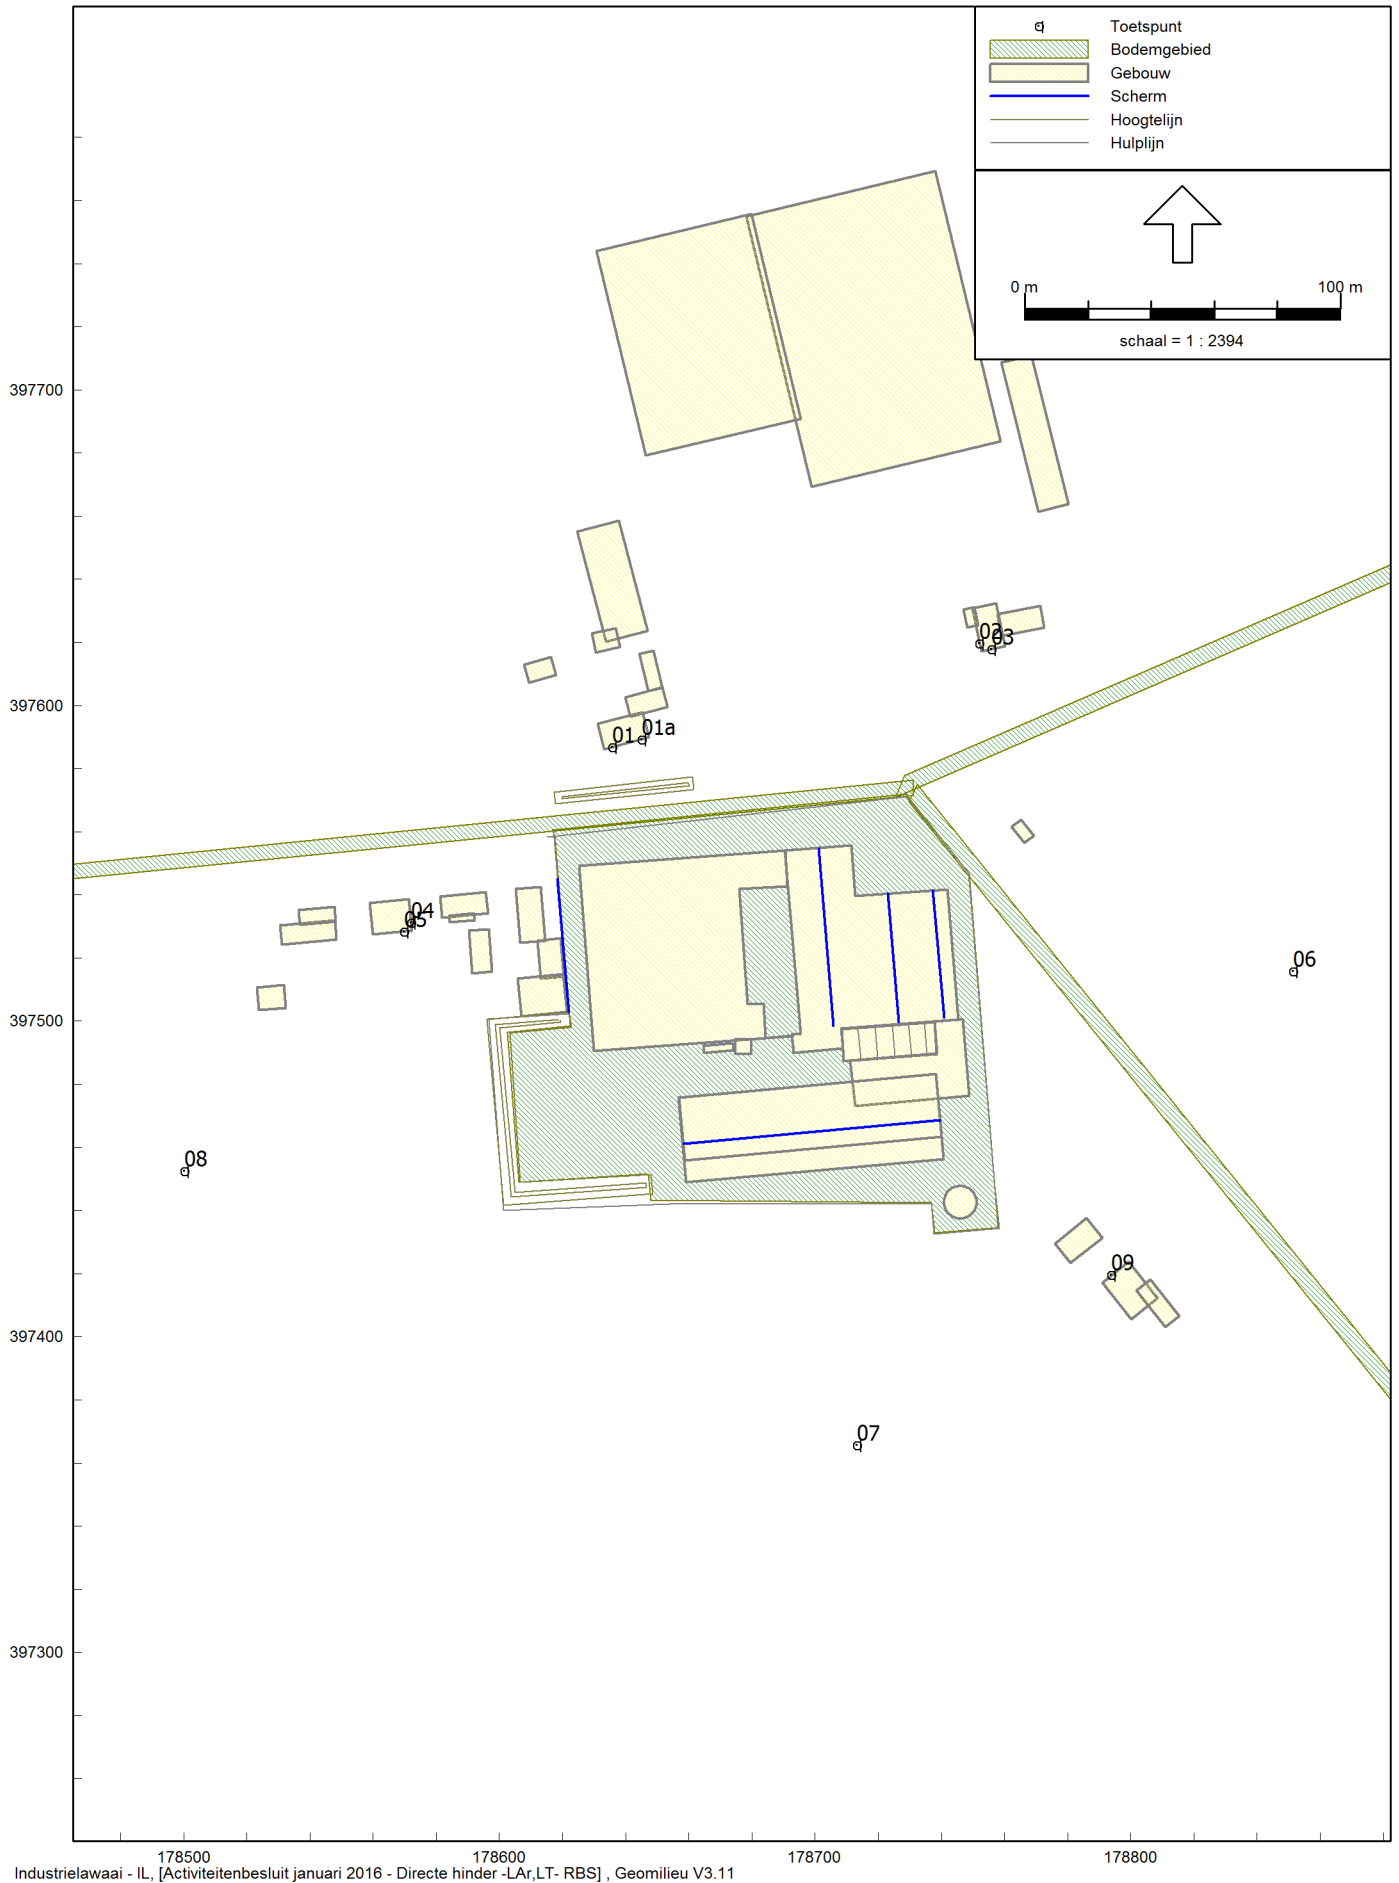 Toetspunt
Bodemgebied
Gebouw
Scherm
Hoogtelijn
Hulplijn
0 m 100 m
schaal = 1 : 2394
397700
02
03
397600
01
01a
04
05
06
397500
08
09
397400
07
397300
178500 178600 178700 178800
Industrielawaai - IL, [Activiteitenbesluit januari 2016 - Directe hinder -LAr,LT- RBS] , Geomilieu V3.11